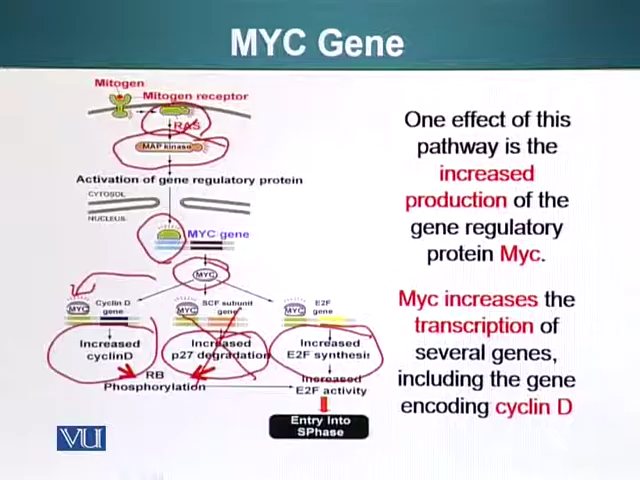 MYC Gene
Mitogen
Mitogen receptor
RAS
MAP kinase
Activation of gene regulatory protein
CYTOSOL
NUCLEUS
MYC gene
MYC
Cyclin D
gene
SCF subunit
gene
E2F
gene
MYC
MYC
MYC
Increased
cyclinD
Increased
p27 degradation
Increased
E2F synthesis
RB
Phosphorylation
Increased
E2F activity
Entry Into
SPhase
One effect of this
pathway is the
increased
production of the
gene regulatory
protein Myc.
Myc increases the
transcription of
several genes,
including the gene
encoding cyclin D
VU